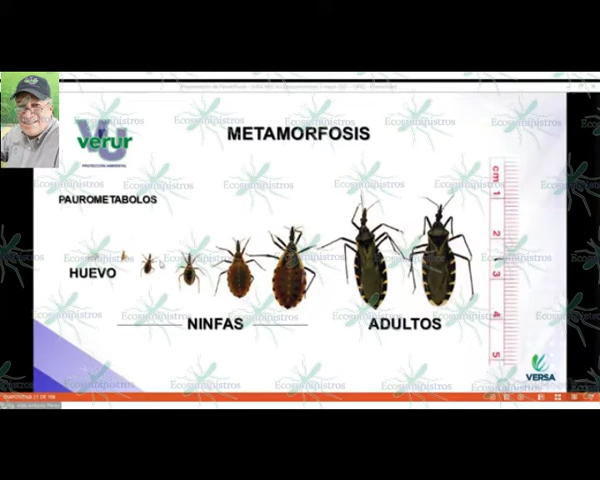 METAMORFOSIS
verur
PROTECCIÓN AMBIENTAL
PAUROMETABOLOS
HUEVO
NINFAS
ADULTOS
cm 1
2
3
4
5
VERSA
Ecosuministros